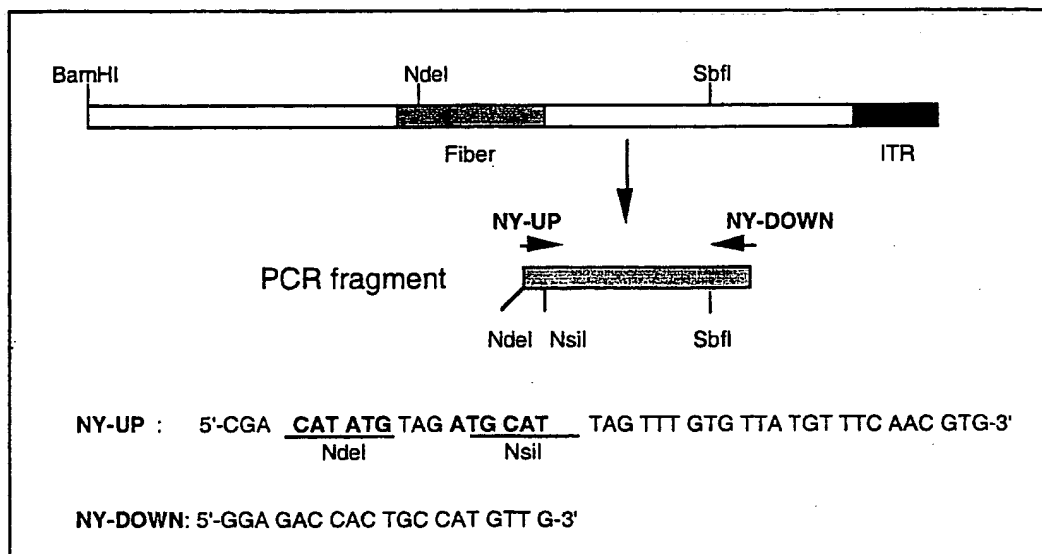 BamHI NdeI SbfI
Fiber ITR
NY-UP NY-DOWN
PCR fragment
NdeI NsiI SbfI
NY-UP : 5'-CGA CAT ATG TAG ATG CAT TAG TTT GTG TTA TGT TTC AAC GTG-3'
NdeI NsiI
NY-DOWN: 5'-GGA GAC CAC TGC CAT GTT G-3'